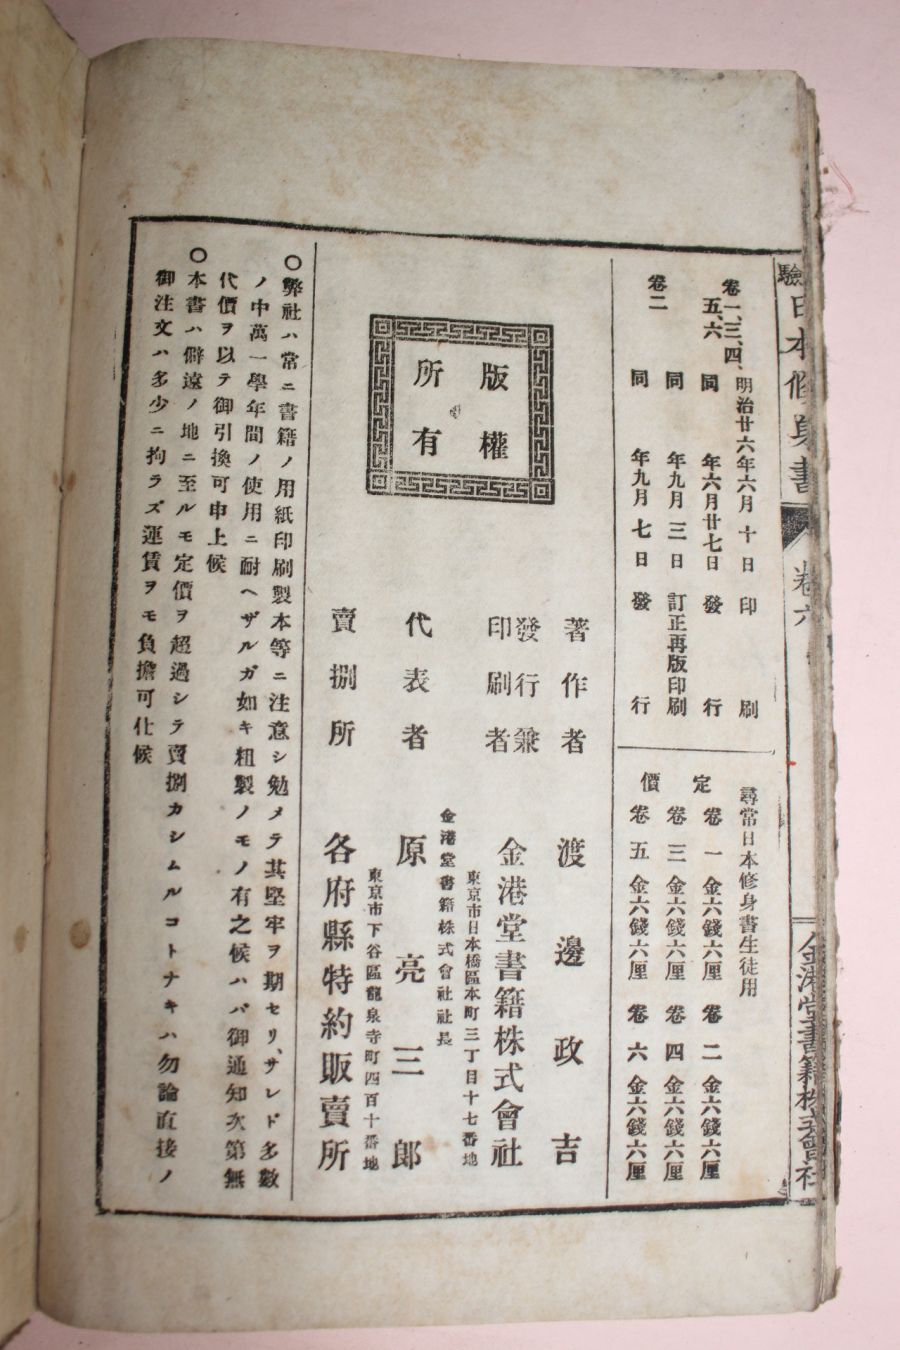 驗日本修身書 卷六
金港堂書籍株式會社
卷一、三、四、
五、六
明治廿六年六月十日印刷
同年六月廿七日發行
卷二
同年九月三日訂正再版印刷
同年九月七日發行
尋常日本修身書生徒用
定價
卷一 金六錢六厘 卷二 金六錢六厘
卷三 金六錢六厘 卷四 金六錢六厘
卷五 金六錢六厘 卷六 金六錢六厘
著作者 渡邊政吉
發行兼
印刷者
金港堂書籍株式會社
東京市日本橋區本町三丁目十七番地
金港堂書籍株式會社社長
代表者 原亮三郎
東京市下谷區龍泉寺町四百十番地
賣捌所 各府縣特約販賣所
版權
所有
〇弊社ハ常ニ書籍ノ用紙印刷製本等ニ注意シ勉メテ其堅牢ヲ期セリ、サレド多數
ノ中萬一學年間ノ使用ニ耐ヘザルガ如キ粗製ノモノ有之候ハバ御通知次第無
代價ヲ以テ御引換可申上候
〇本書ハ僻遠ノ地ニ至ルモ定價ヲ超過シテ賣捌カシムルコトナキハ勿論直接ノ
御注文ハ多少ニ拘ラズ運賃ヲモ負擔可仕候